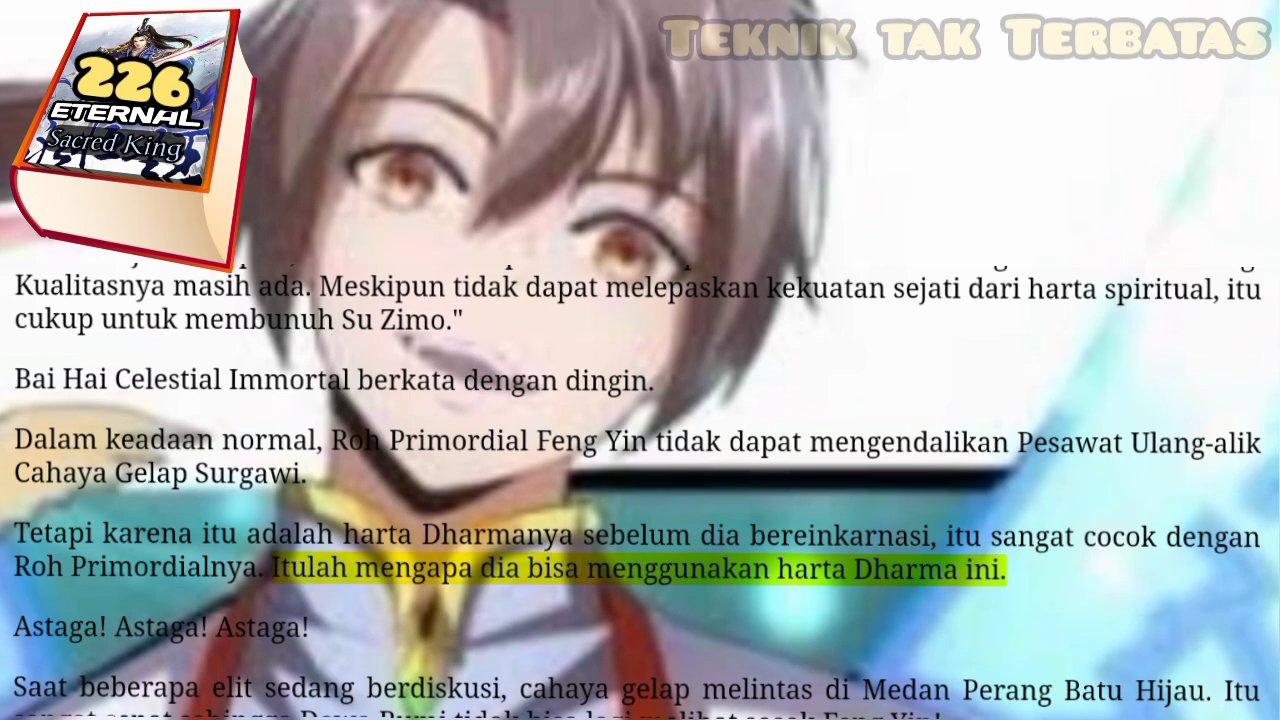 Teknik tak Terbatas
226
ETERNAL
Sacred King
Kualitasnya masih ada. Meskipun tidak dapat melepaskan kekuatan sejati dari harta spiritual, itu
cukup untuk membunuh Su Zimo."
Bai Hai Celestial Immortal berkata dengan dingin.
Dalam keadaan normal, Roh Primordial Feng Yin tidak dapat mengendalikan Pesawat Ulang-alik
Cahaya Gelap Surgawi.
Tetapi karena itu adalah harta Dharmanya sebelum dia bereinkarnasi, itu sangat cocok dengan
Roh Primordialnya. Itulah mengapa dia bisa menggunakan harta Dharma ini.
Astaga! Astaga! Astaga!
Saat beberapa elit sedang berdiskusi, cahaya gelap melintas di Medan Perang Batu Hijau. Itu